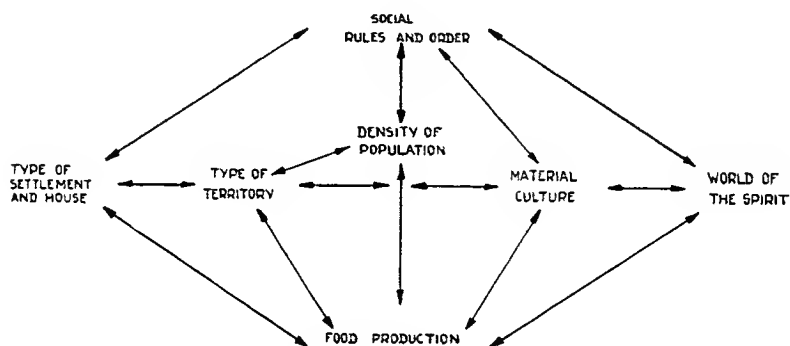 SOCIAL
RULES AND ORDER
DENSITY OF
POPULATION
TYPE OF
SETTLEMENT
AND HOUSE
TYPE OF
TERRITORY
MATERIAL
CULTURE
WORLD OF
THE SPIRIT
FOOD PRODUCTION